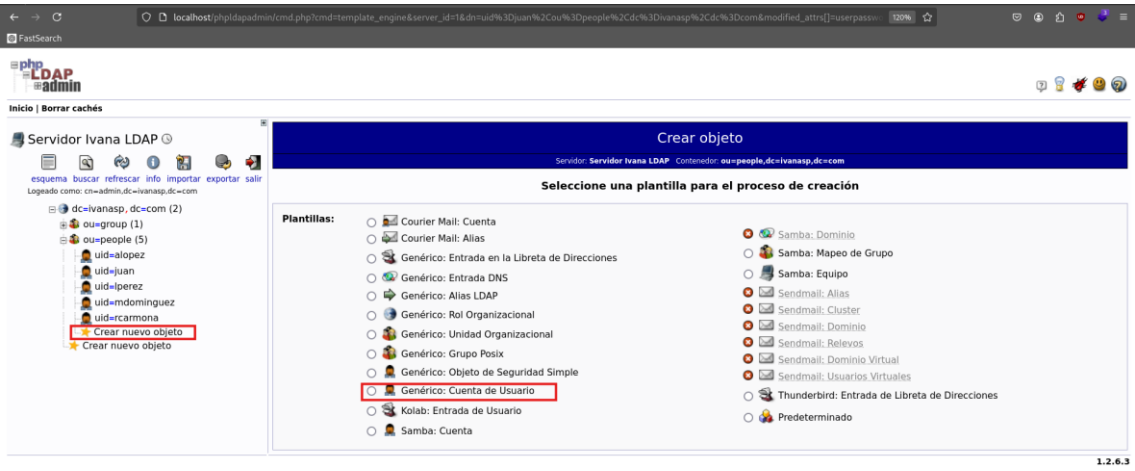 localhost/phpldapadmin/cmd.php?cmd=template_engine&server_id=1&dn=uid%3Djuan%2Cou%3Dpeople%2Cdc%3Divanasp%2Cdc%3Dcom&modified_attrs[]=userpassw
120%
FastSearch
php
LDAP
admin
Inicio | Borrar cachés
Servidor Ivana LDAP
esquema buscar refrescar info importar exportar salir
Logeado como: cn=admin,dc=ivanasp,dc=com
dc=ivanasp, dc=com (2)
ou=group (1)
ou=people (5)
uid=alopez
uid=juan
uid=lperez
uid=mdominguez
uid=rcarmona
Crear nuevo objeto
Crear nuevo objeto
Crear objeto
Servidor: Servidor Ivana LDAP Contenedor: ou=people,dc=ivanasp,dc=com
Seleccione una plantilla para el proceso de creación
Plantillas:
Courier Mail: Cuenta
Courier Mail: Alias
Genérico: Entrada en la Libreta de Direcciones
Genérico: Entrada DNS
Genérico: Alias LDAP
Genérico: Rol Organizacional
Genérico: Unidad Organizacional
Genérico: Grupo Posix
Genérico: Objeto de Seguridad Simple
Genérico: Cuenta de Usuario
Kolab: Entrada de Usuario
Samba: Cuenta
Samba: Dominio
Samba: Mapeo de Grupo
Samba: Equipo
Sendmail: Alias
Sendmail: Cluster
Sendmail: Dominio
Sendmail: Relevos
Sendmail: Dominio Virtual
Sendmail: Usuarios Virtuales
Thunderbird: Entrada de Libreta de Direcciones
Predeterminado
1.2.6.3